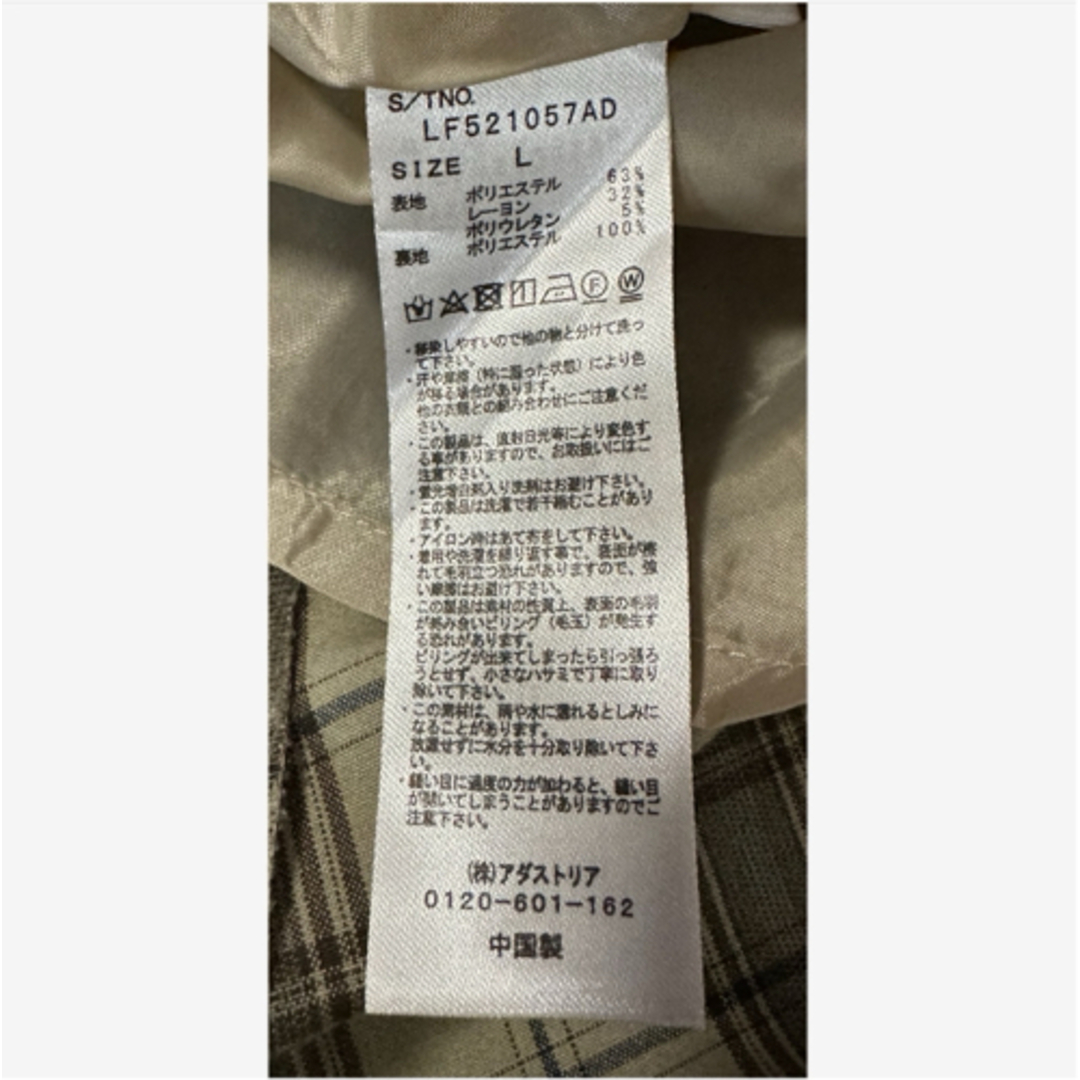 S/TNO.
LF521057AD
SIZE L
表地 ポリエステル 63%
レーヨン 32%
ポリウレタン 5%
裏地 ポリエステル 100%
・移染しやすいので他の物と分けて洗っ
て下さい。
・汗や摩擦(特に湿った状態)により色
が移る場合があります。
他の衣類との組み合わせにご注意くだ
さい。
・この製品は、直射日光等により変色す
る事がありますので、お取扱いにはご
注意下さい。
・蛍光増白剤入り洗剤はお避け下さい。
・この製品は洗濯で若干縮むことがあり
ます。
・アイロン時はあて布をして下さい。
・着用や洗濯を繰り返す事で、表面が擦
れて毛羽立つ恐れがありますので、強
い摩擦はお避け下さい。
・この製品は素材の性質上、表面の毛羽
が絡み合いピリング(毛玉)が発生す
る恐れがあります。
ピリングが出来てしまったら引っ張ろ
うとせず、小さなハサミで丁寧に取り
除いて下さい。
・この素材は、雨や水に濡れるとしみに
なることがあります。
放置せずに水分を十分取り除いて下さ
い。
・縫い目に過度の力が加わると、縫い目
が開いてしまうことがありますのでご
注意下さい。
(株)アダストリア
0120-601-162
中国製